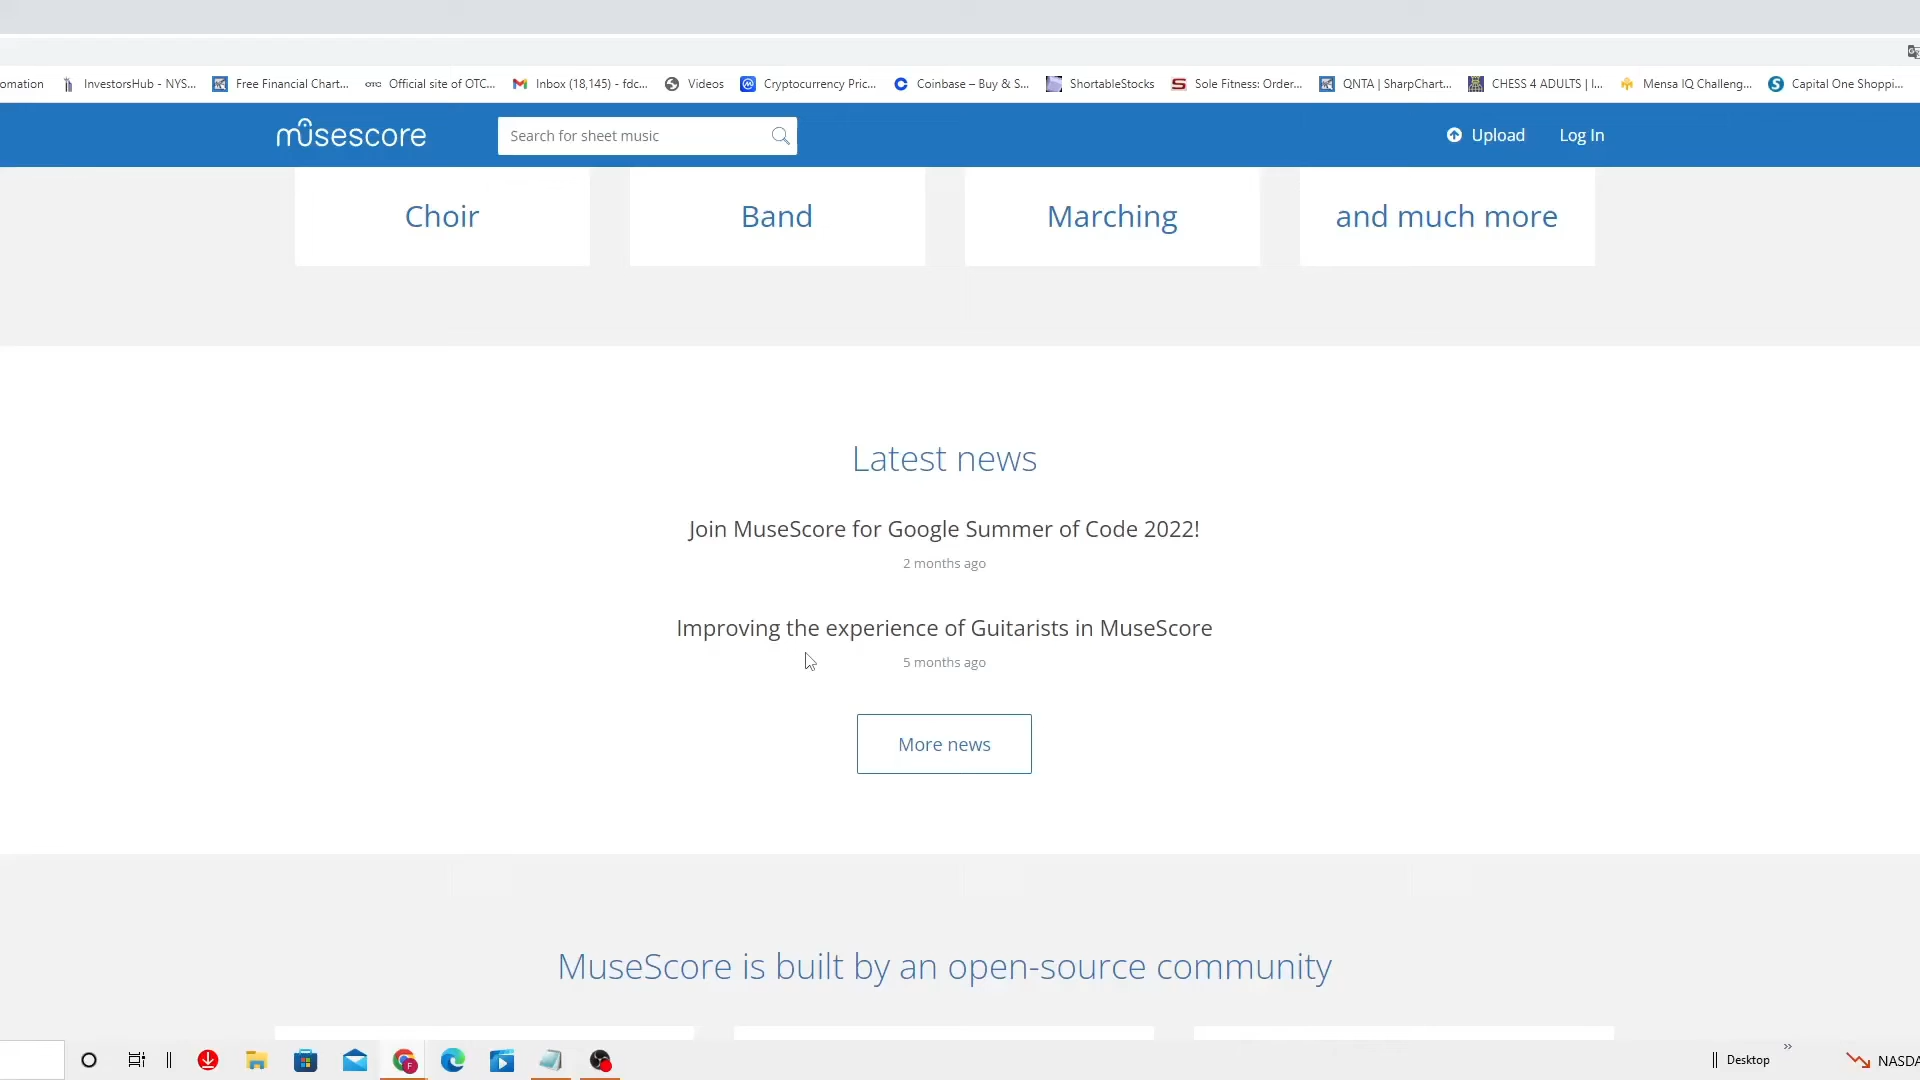 omation InvestorsHub - NYS... Free Financial Chart... OTC Official site of OTC... Inbox (18,145) - fdc... Videos Cryptocurrency Pric... Coinbase – Buy & S... ShortableStocks Sole Fitness: Order... QNTA | SharpChart... CHESS 4 ADULTS | I... Mensa IQ Challeng... Capital One Shoppi...
musescore Search for sheet music Upload Log In
Choir Band Marching and much more
Latest news
Join MuseScore for Google Summer of Code 2022!
2 months ago
Improving the experience of Guitarists in MuseScore
5 months ago
More news
MuseScore is built by an open-source community
Desktop » NASDA